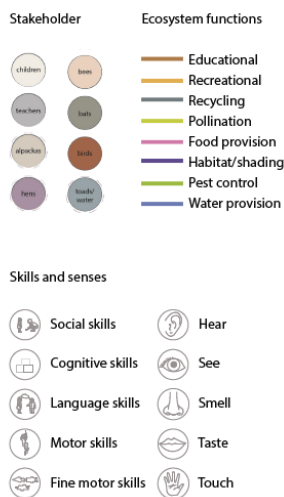 Stakeholder
children
bees
teachers
bats
alpackas
birds
hens
toads/
water
Ecosystem functions
Educational
Recreational
Recycling
Pollination
Food provision
Habitat/shading
Pest control
Water provision
Skills and senses
Social skills
Hear
Cognitive skills
See
Language skills
Smell
Motor skills
Taste
Fine motor skills
Touch